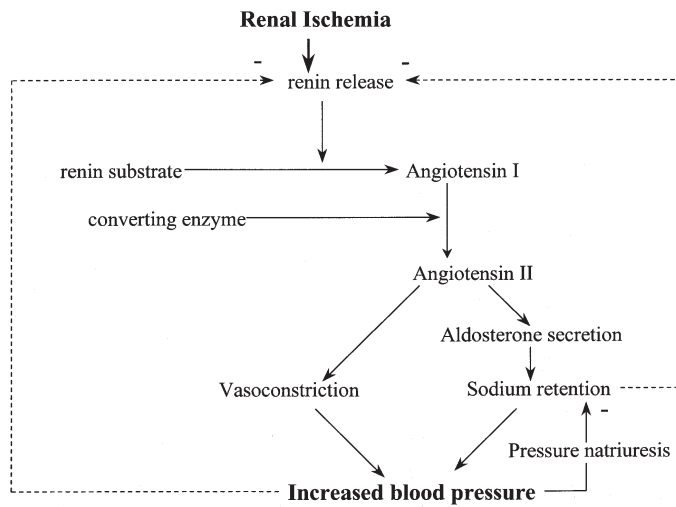 Renal Ischemia
- -
renin release
renin substrate Angiotensin I
converting enzyme
Angiotensin II
Aldosterone secretion
Vasoconstriction Sodium retention
-
Pressure natriuresis
Increased blood pressure